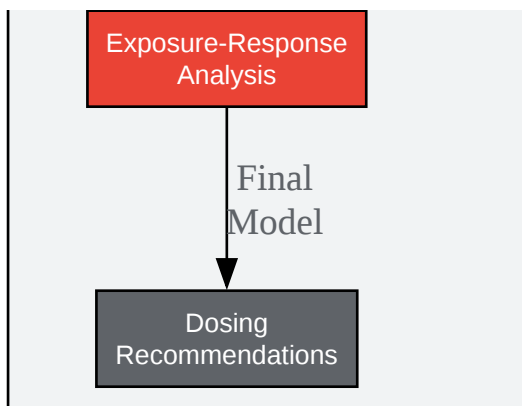 Exposure-Response
Analysis
Final
Model
Dosing
Recommendations